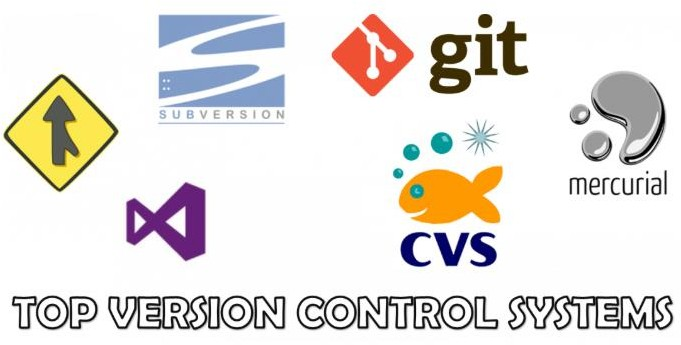 SUBVERSION
git
mercurial
CVS
TOP VERSION CONTROL SYSTEMS